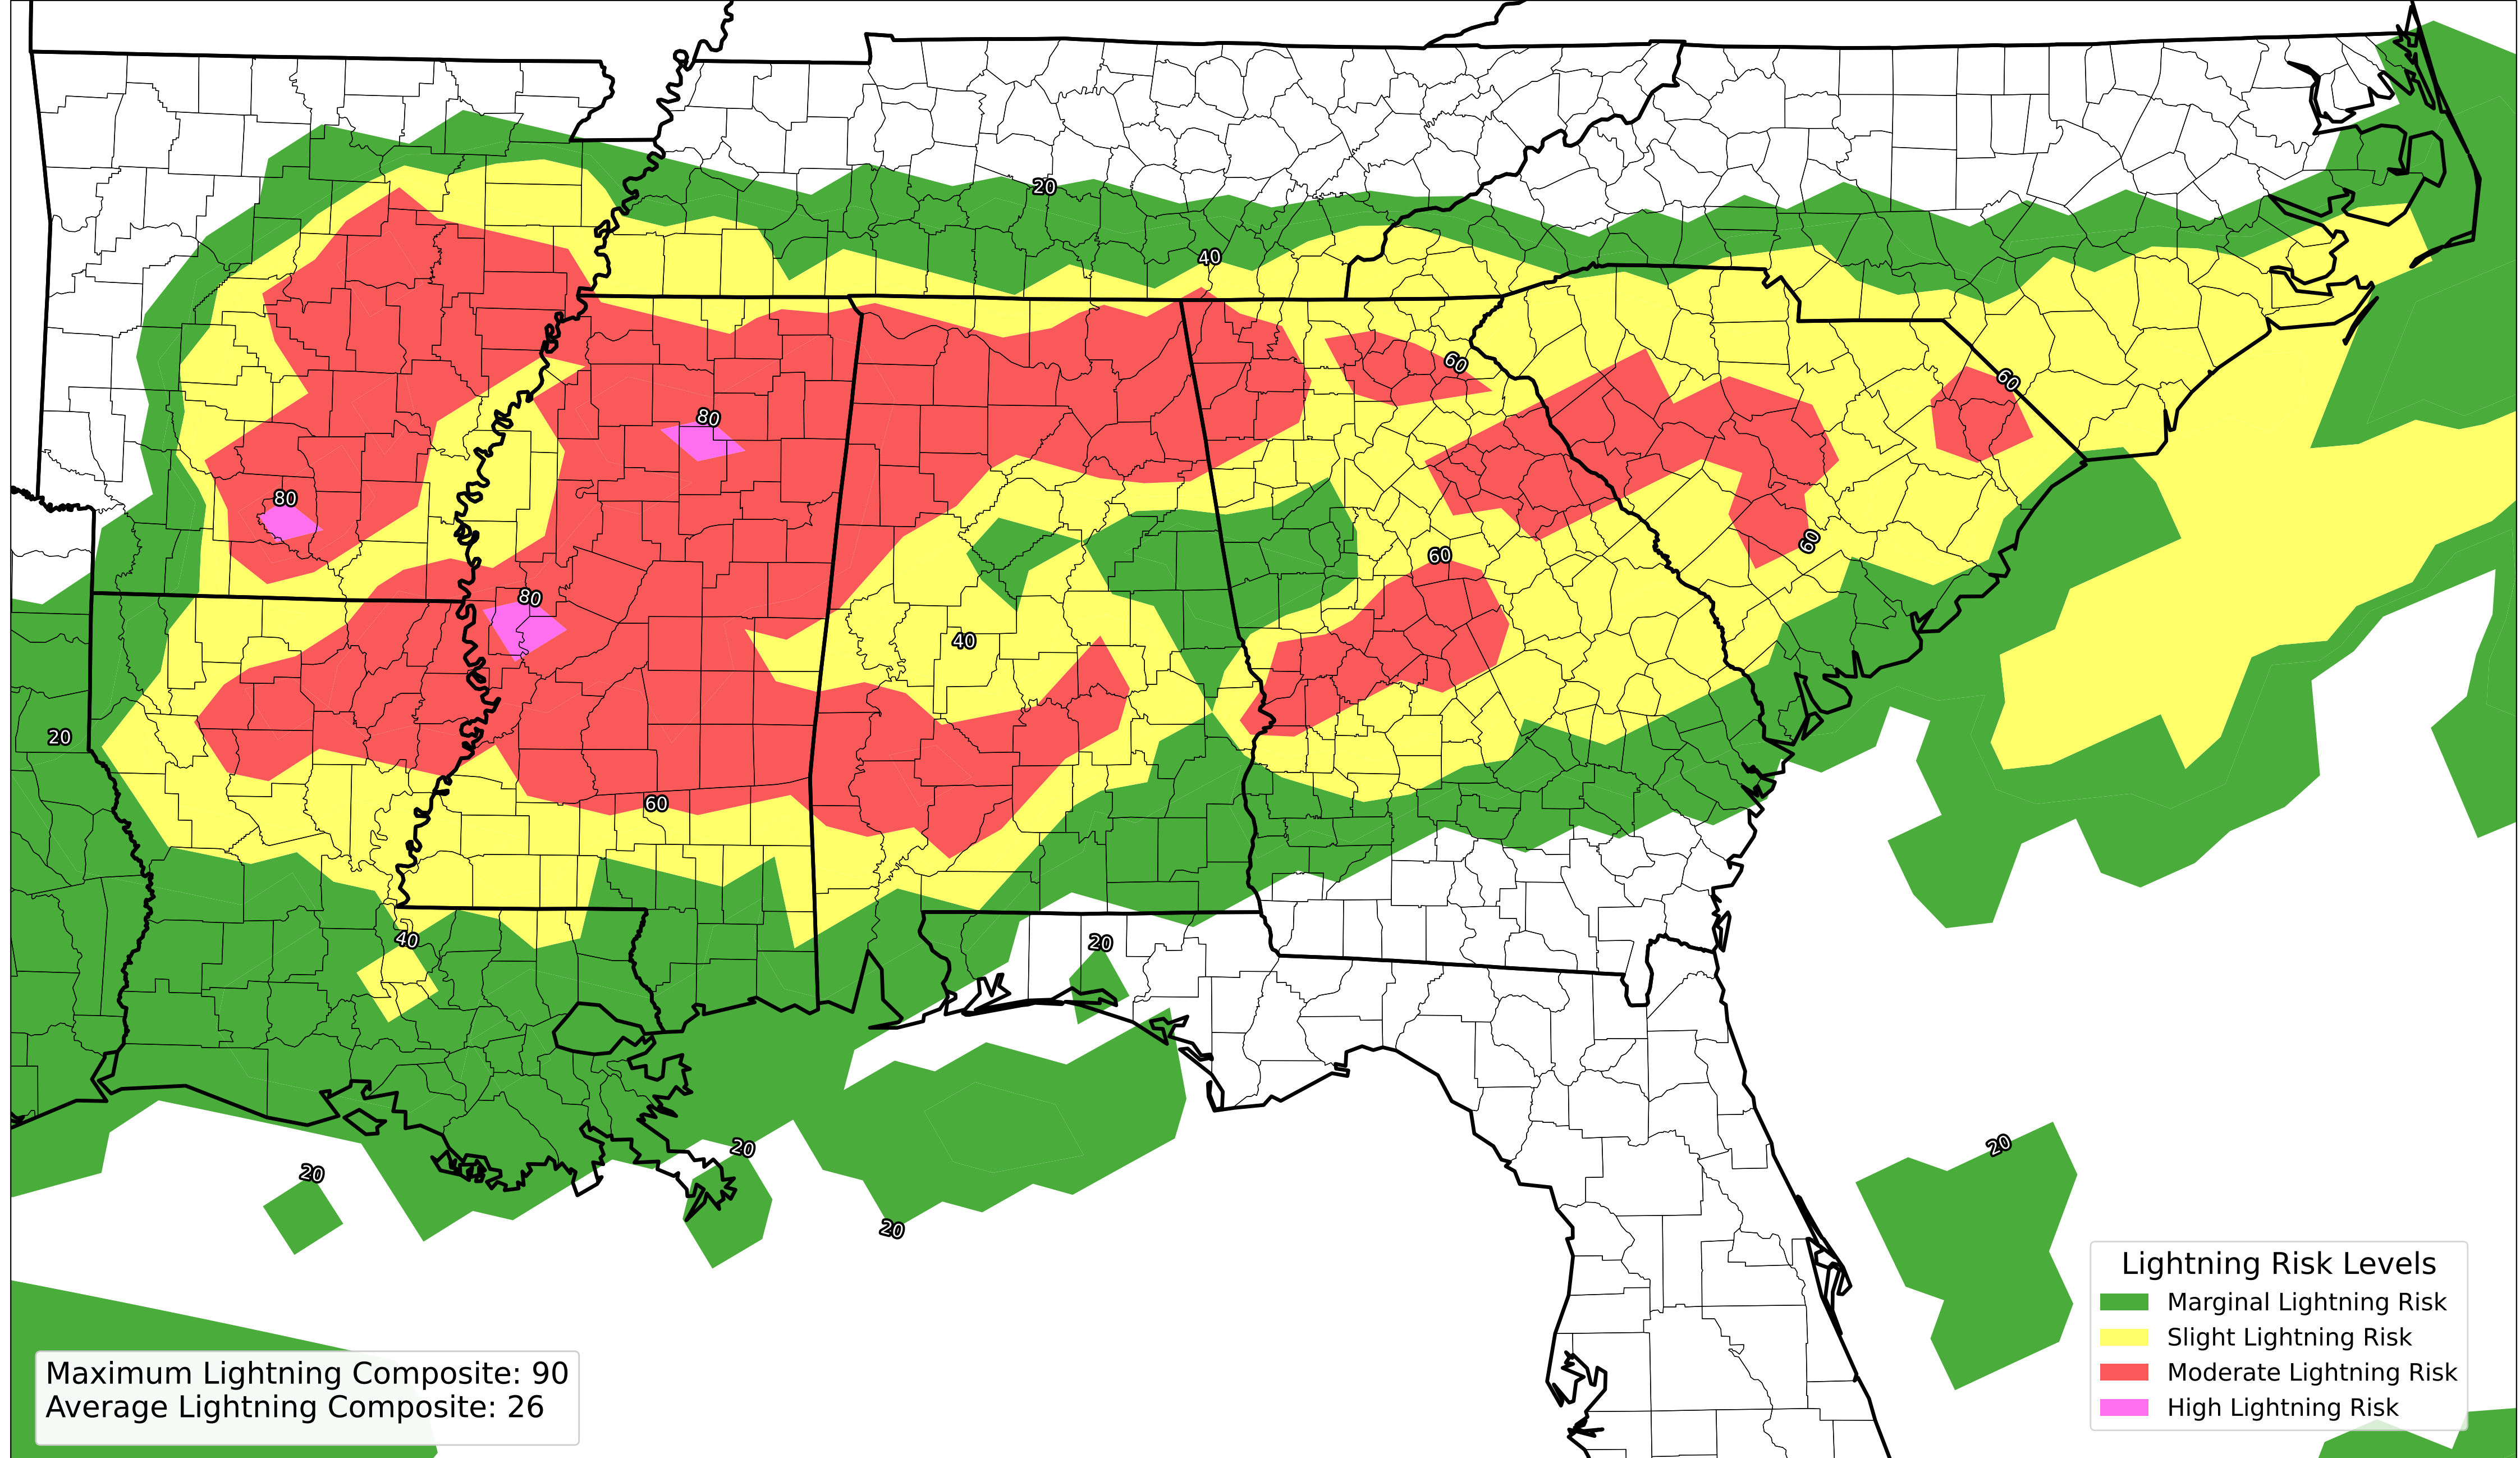 20
40
60
60
80
80
60
60
80
40
20
60
40
20
20
20
20
20
Lightning Risk Levels
Marginal Lightning Risk
Slight Lightning Risk
Moderate Lightning Risk
High Lightning Risk
Maximum Lightning Composite: 90
Average Lightning Composite: 26